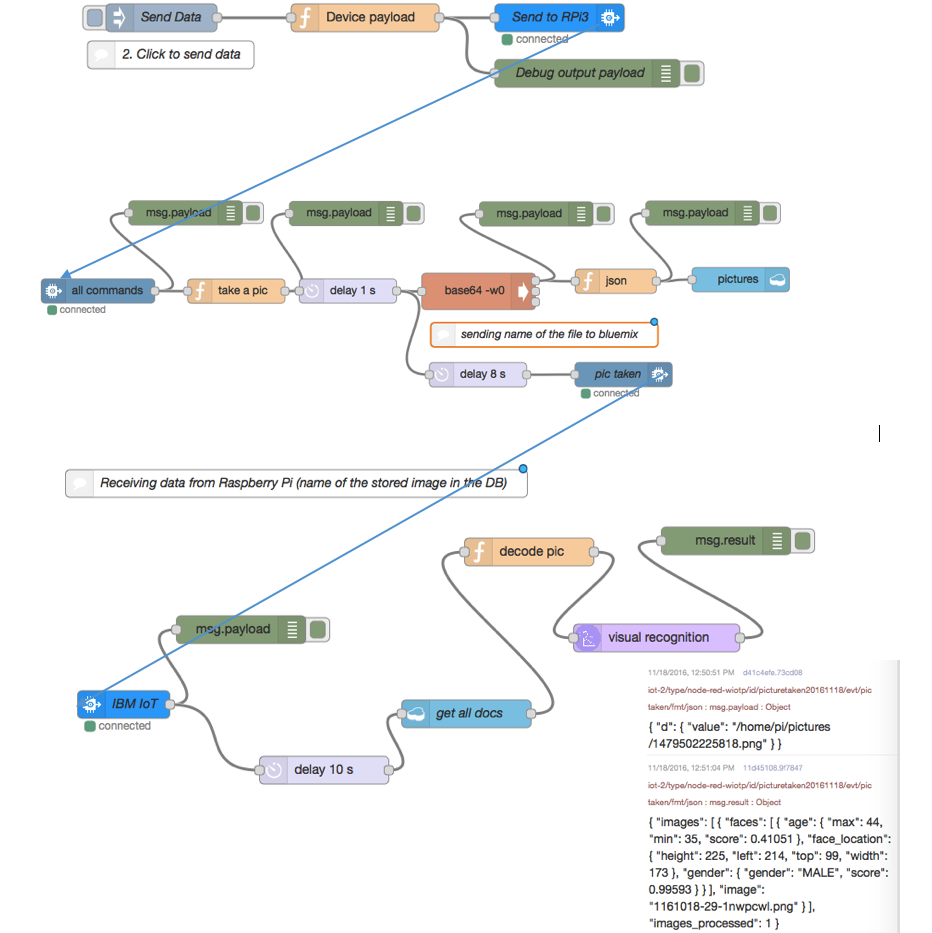 Send Data
Device payload
Send to RPi3
connected
2. Click to send data
Debug output payload
msg.payload
msg.payload
msg.payload
msg.payload
all commands
take a pic
delay 1 s
base64 -w0
json
pictures
connected
sending name of the file to bluemix
delay 8 s
pic taken
connected
Receiving data from Raspberry Pi (name of the stored image in the DB)
decode pic
msg.result
msg.payload
visual recognition
IBM IoT
connected
get all docs
delay 10 s
11/18/2016, 12:50:51 PM d41c4efe.73cd08
iot-2/type/node-red-wiotp/id/picturetaken20161118/evt/pic
taken/fmt/json : msg.payload : Object
{ "d": { "value": "/home/pi/pictures
/1479502225818.png" } }
11/18/2016, 12:51:04 PM 11d45108.9f7847
iot-2/type/node-red-wiotp/id/picturetaken20161118/evt/pic
taken/fmt/json : msg.result : Object
{ "images": [ { "faces": [ { "age": { "max": 44,
"min": 35, "score": 0.41051 }, "face_location":
{ "height": 225, "left": 214, "top": 99, "width":
173 }, "gender": { "gender": "MALE", "score":
0.99593 } } ], "image":
"1161018-29-1nwpcwl.png" } ],
"images_processed": 1 }